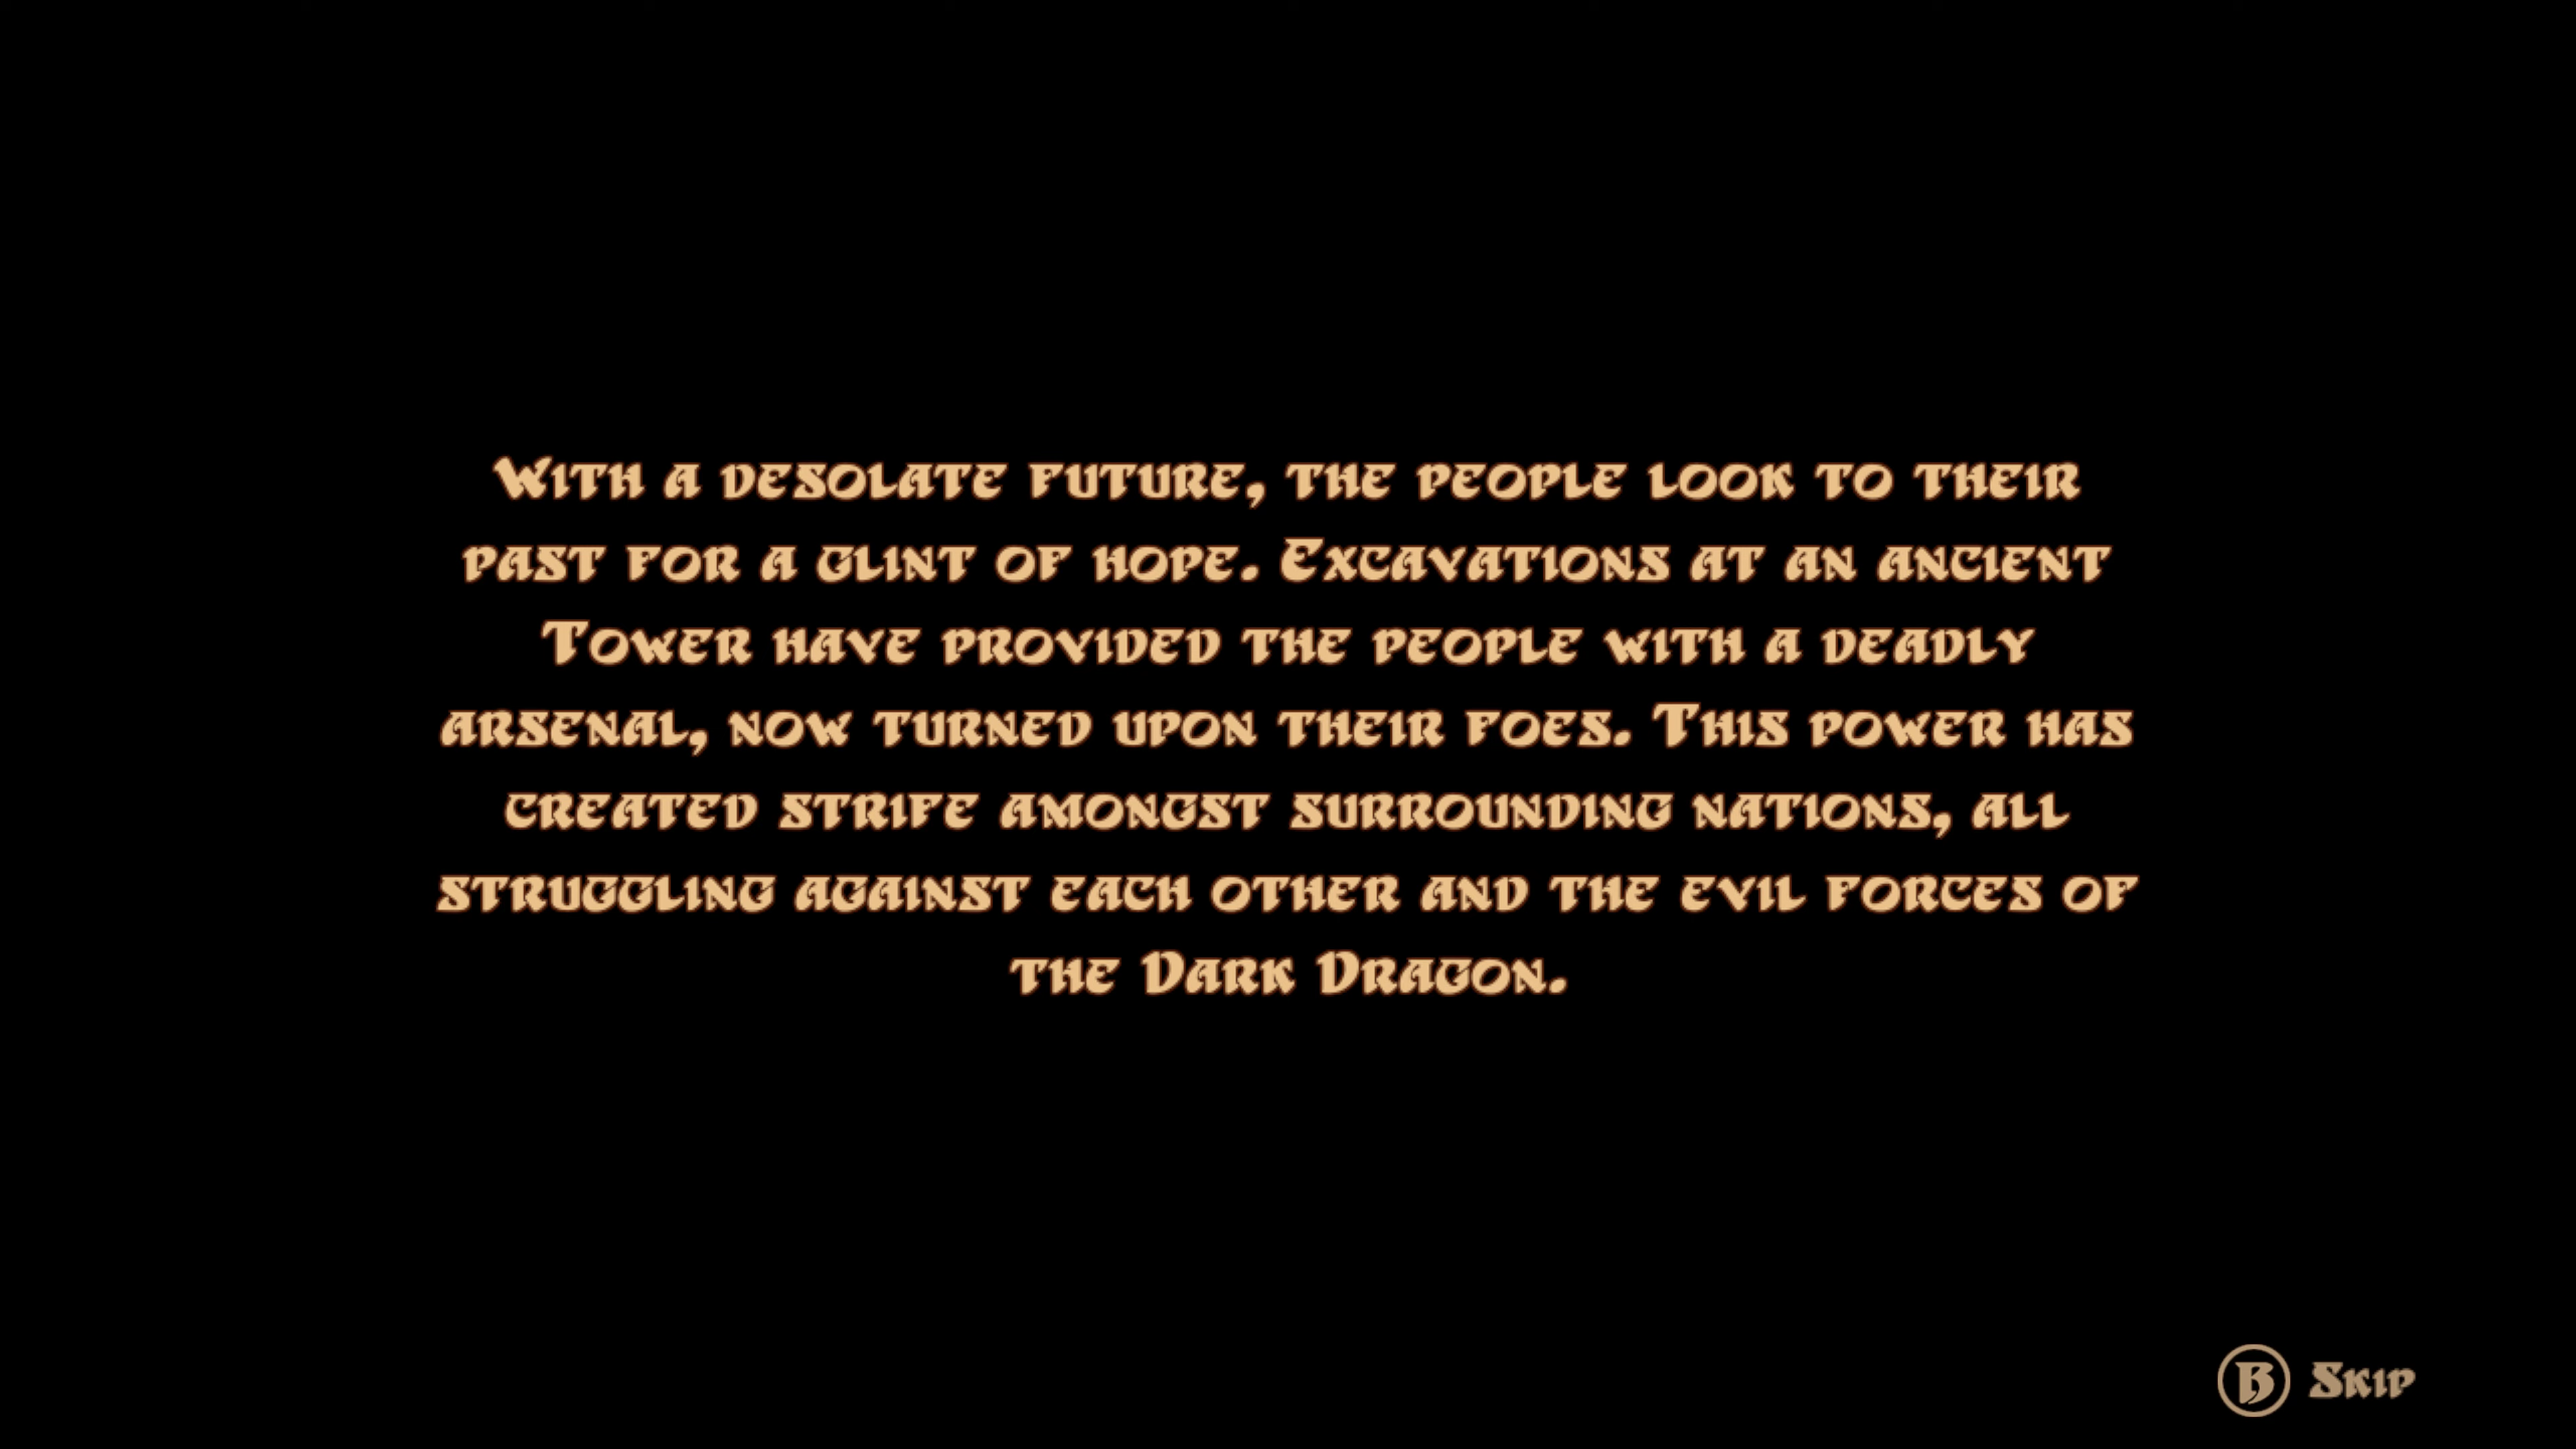 With a desolate future, the people look to their
past for a glint of hope. Excavations at an ancient
Tower have provided the people with a deadly
arsenal, now turned upon their foes. This power has
created strife amongst surrounding nations, all
struggling against each other and the evil forces of
the Dark Dragon.
B Skip